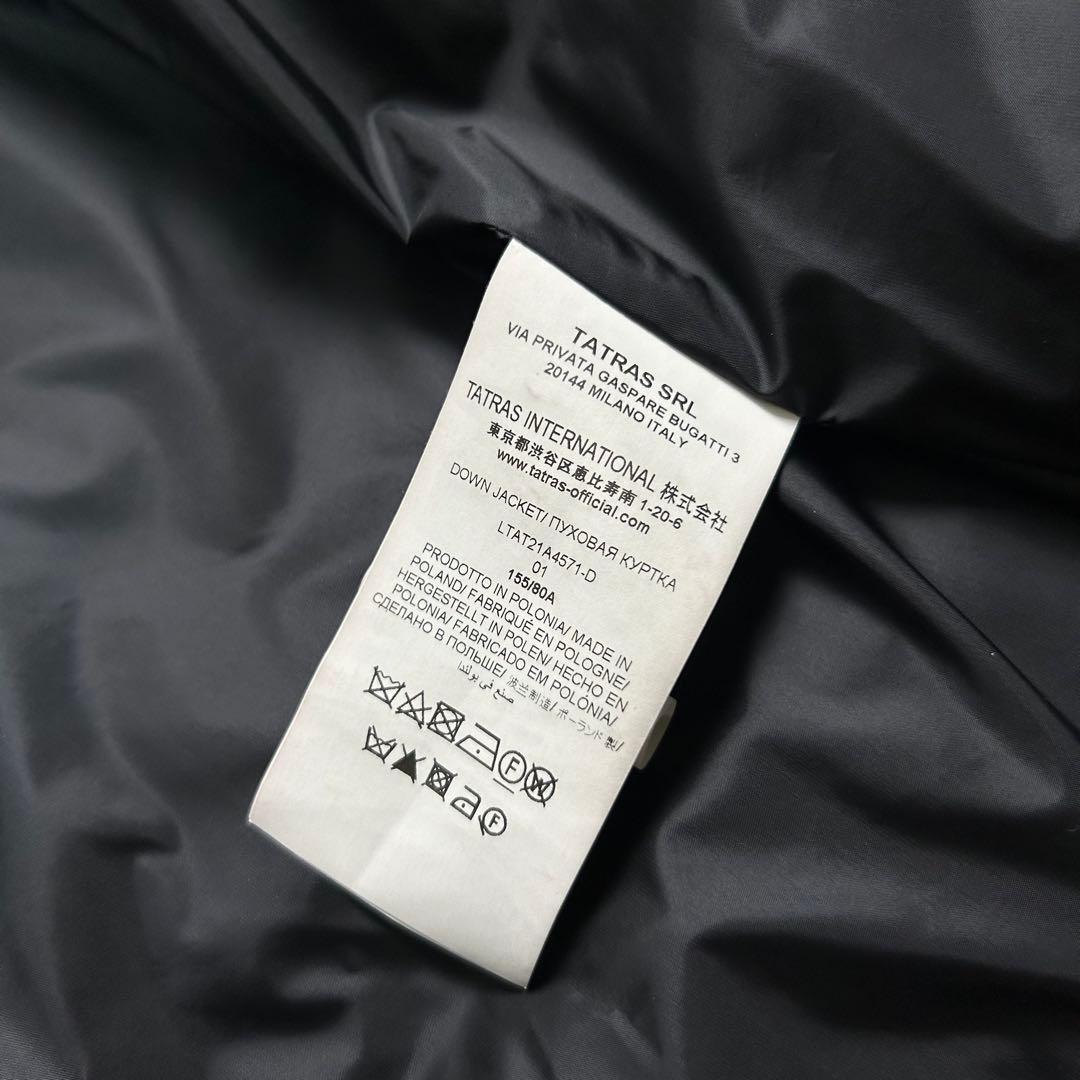 TATRAS SRL
VIA PRIVATA GASPARE BUGATTI 3
20144 MILANO ITALY
TATRAS INTERNATIONAL 株式会社
東京都渋谷区恵比寿南 1-20-6
www.tatras-official.com
DOWN JACKET/ ПУХОВАЯ КУРТКА
LTAT21A4571-D
01
155/80A
PRODOTTO IN POLONIA/ MADE IN
POLAND/ FABRIQUÉ EN POLOGNE/
HERGESTELLT IN POLEN/ HECHO EN
POLONIA/ FABRICADO EM POLONIA/
СДЕЛАНО В ПОЛЬШЕ/ 波兰制造/ ポーランド製/
صنع في بولندا
F W
F